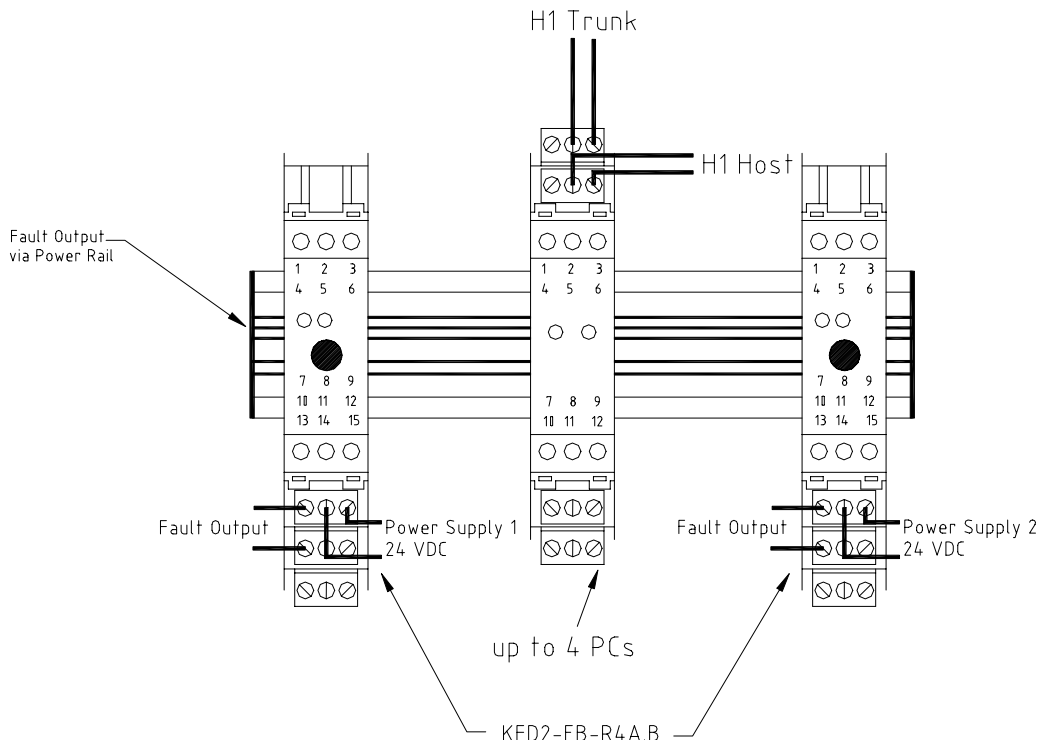 H1 Trunk
H1 Host
Fault Output
via Power Rail
1 2 3
4 5 6
7 8 9
10 11 12
13 14 15
1 2 3
4 5 6
7 8 9
10 11 12
1 2 3
4 5 6
7 8 9
10 11 12
13 14 15
Fault Output
Power Supply 1
24 VDC
Fault Output
Power Supply 2
24 VDC
up to 4 PCs
KFD2-FB-R4A.B